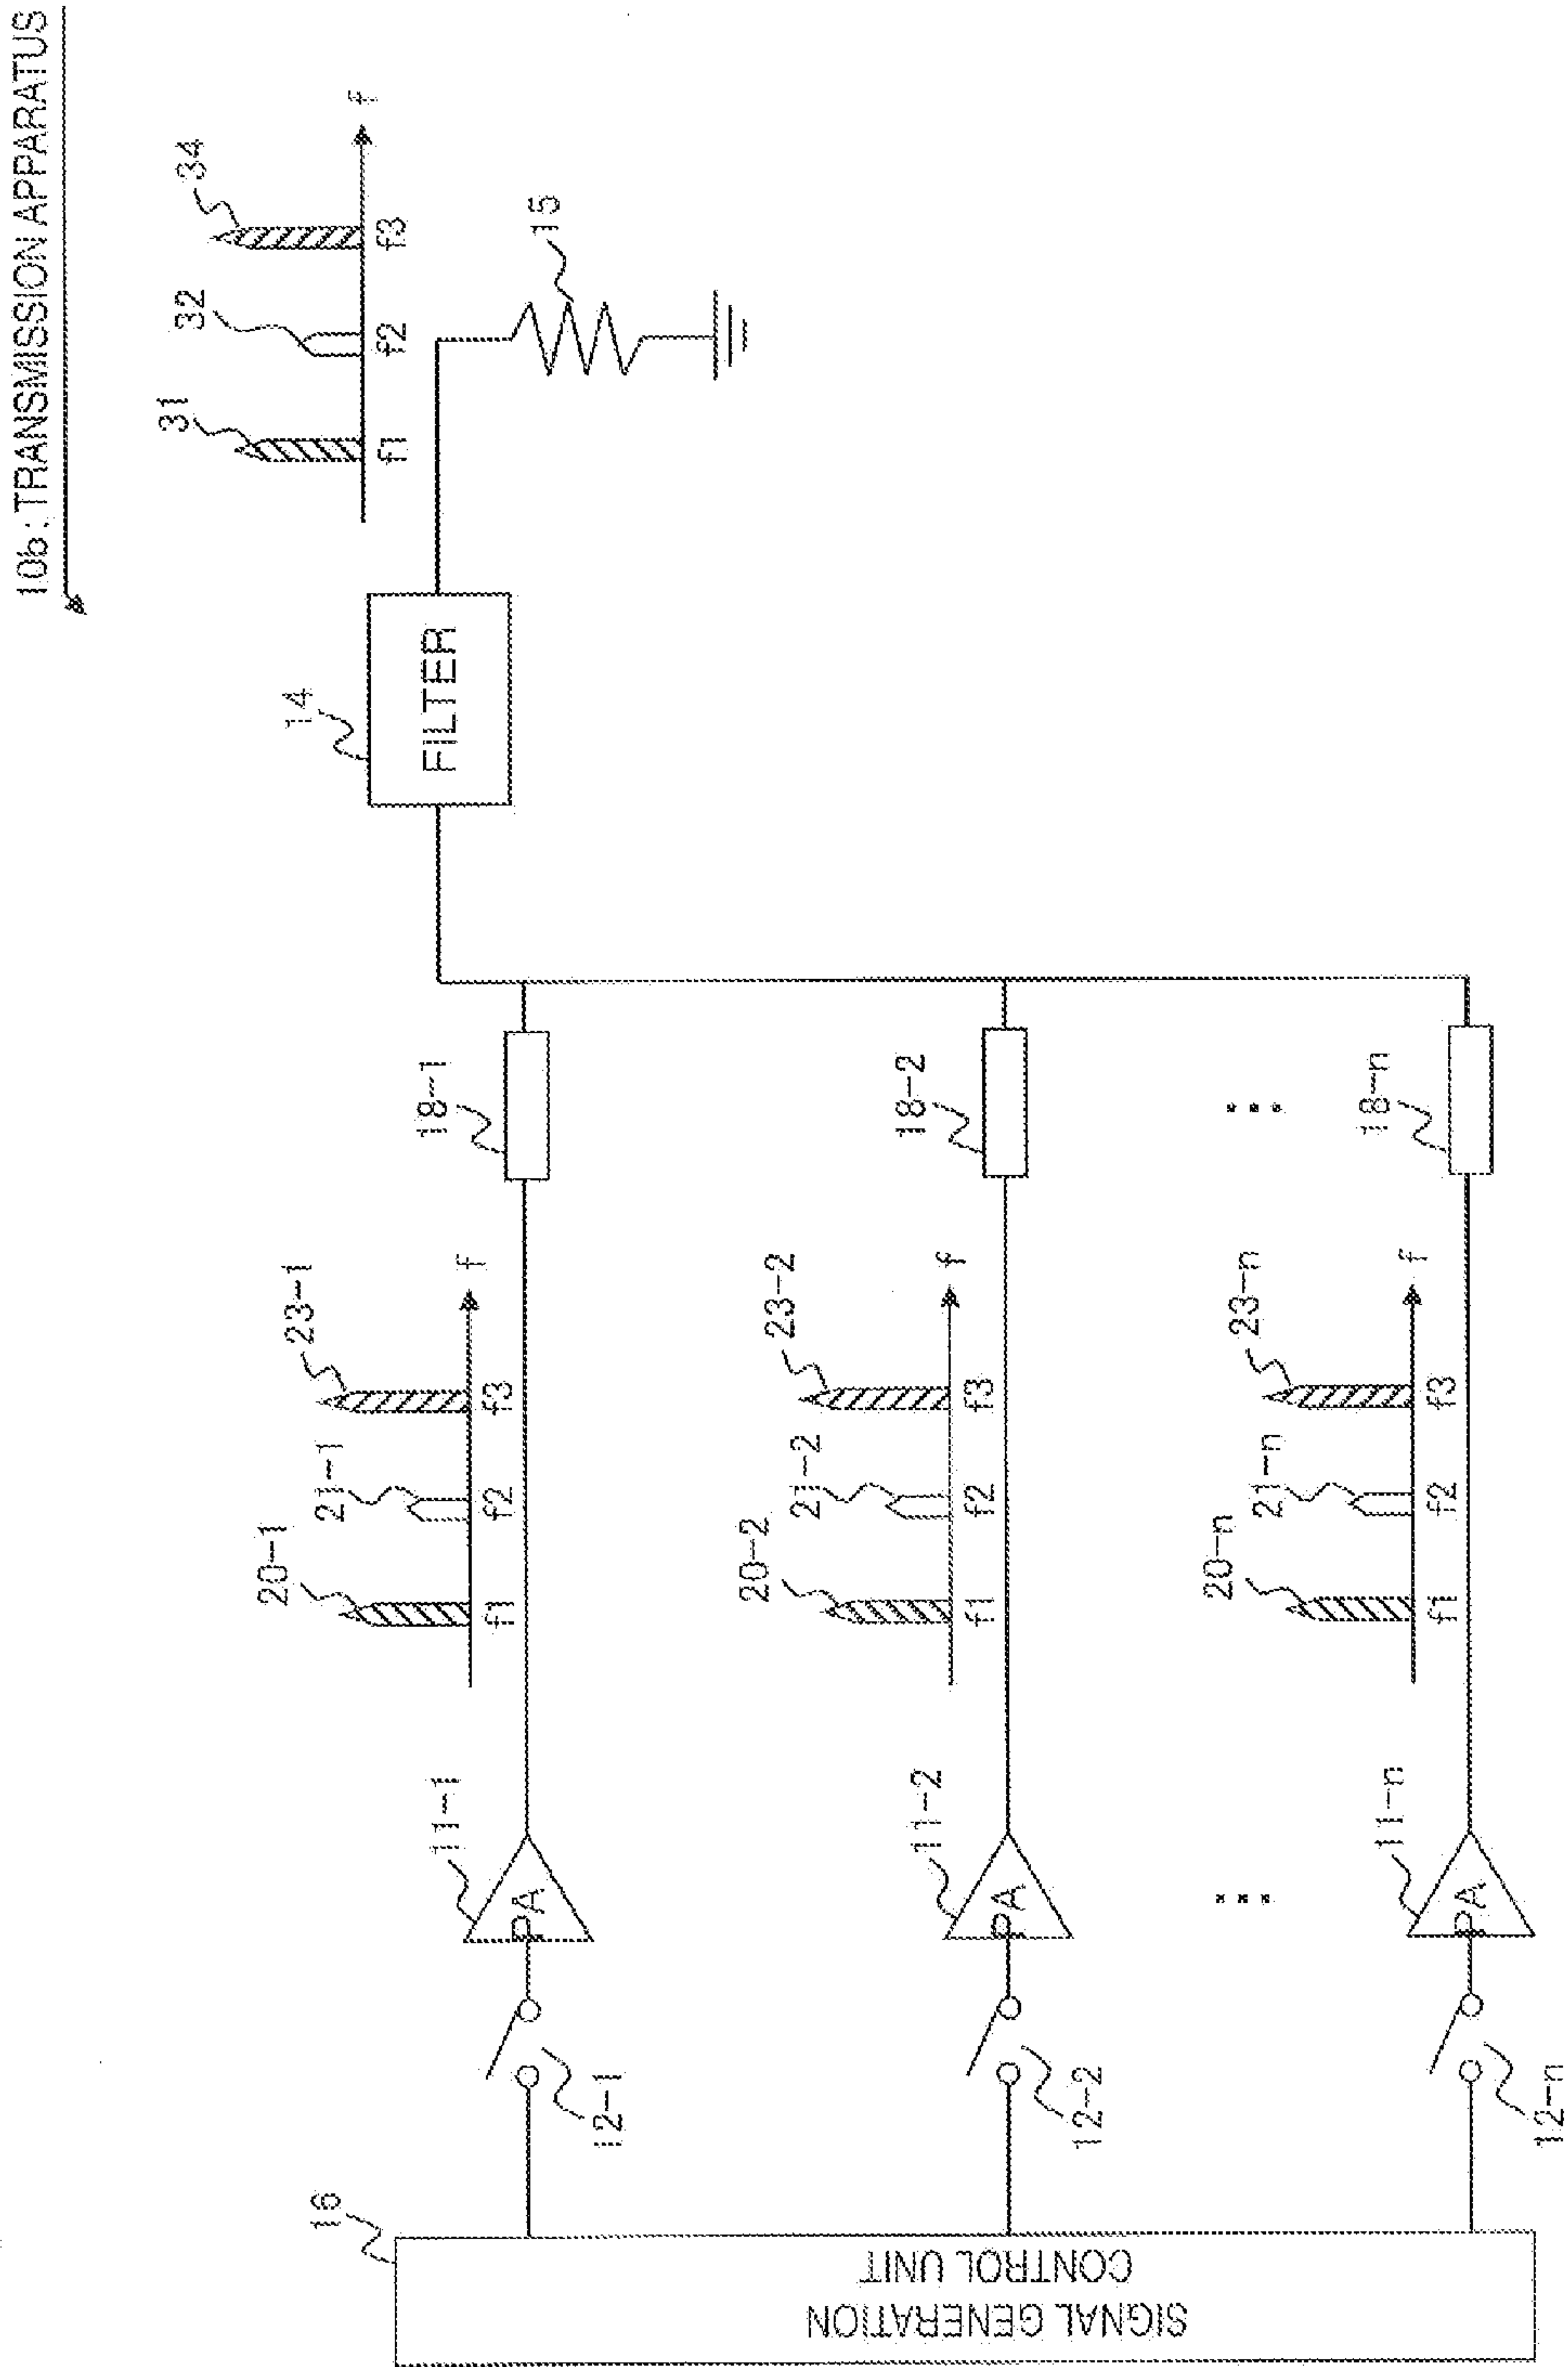 10b : TRANSMISSION APPARATUS
31
32
34
f1
f2
f3
f
14
FILTER
15
20-1
21-1
23-1
f1
f2
f3
f
18-1
11-1
PA
12-1
20-2
21-2
23-2
f1
f2
f3
f
18-2
11-2
PA
12-2
20-n
21-n
23-n
f1
f2
f3
f
18-n
11-n
PA
12-n
16
SIGNAL GENERATION
CONTROL UNIT